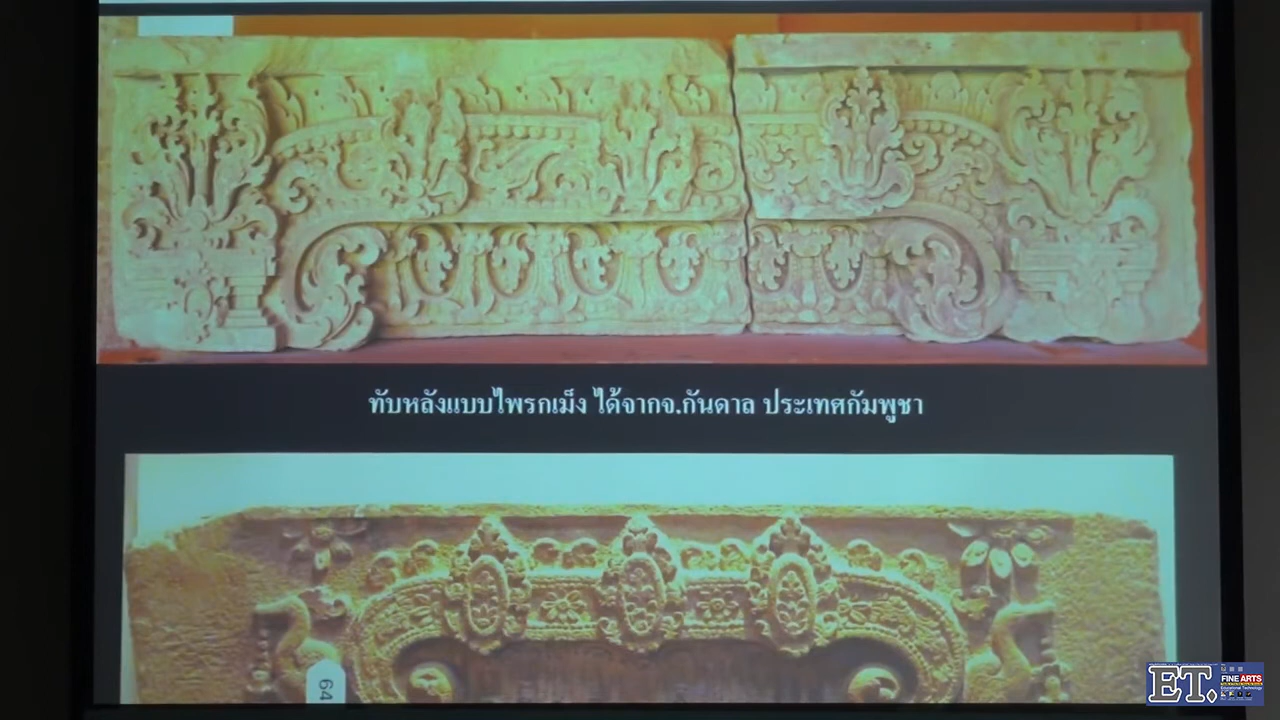 ทับหลังแบบไพรกเม็ง ได้จากจ.กันดาล ประเทศกัมพูชา
64
ET.
FINE ARTS
Educational Technology